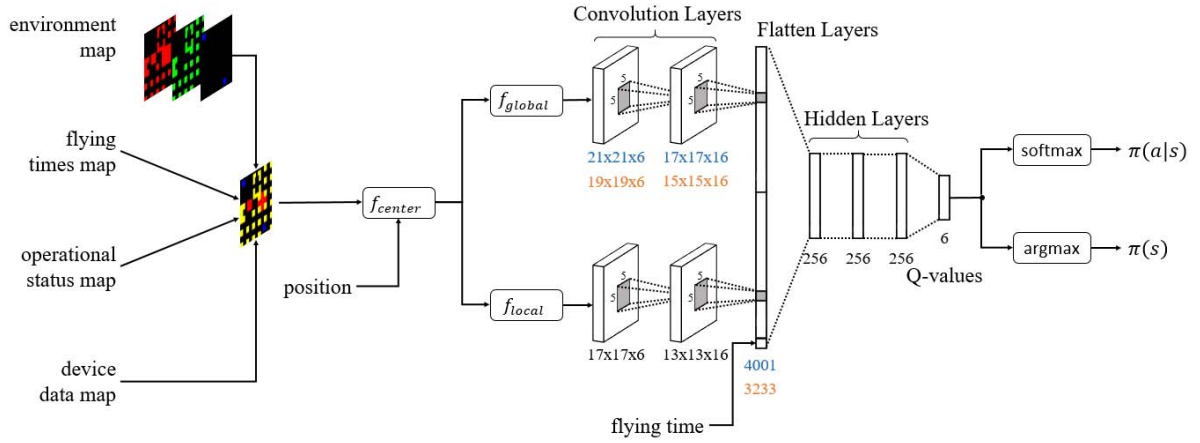 environment
map
flying
times map
operational
status map
device
data map
position
f_center
f_global
f_local
Convolution Layers
5
5
5
5
21x21x6
17x17x16
19x19x6
15x15x16
5
5
5
5
17x17x6
13x13x16
Flatten Layers
4001
3233
flying time
Hidden Layers
256
256
256
6
Q-values
softmax
π(a|s)
argmax
π(s)